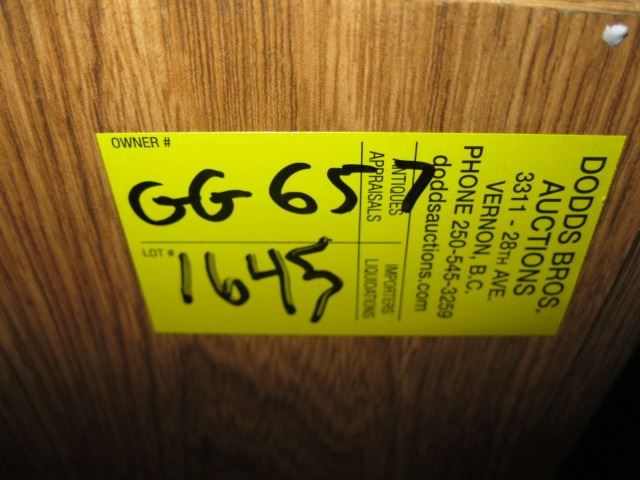 OWNER #
GG 657
LOT #
1645
DODDS BROS.
AUCTIONS
3311 - 28TH AVE.
VERNON, B.C.
PHONE 250-545-3259
doddsauctions.com
ANTIQUES IMPORTERS
APPRAISALS LIQUIDATIONS